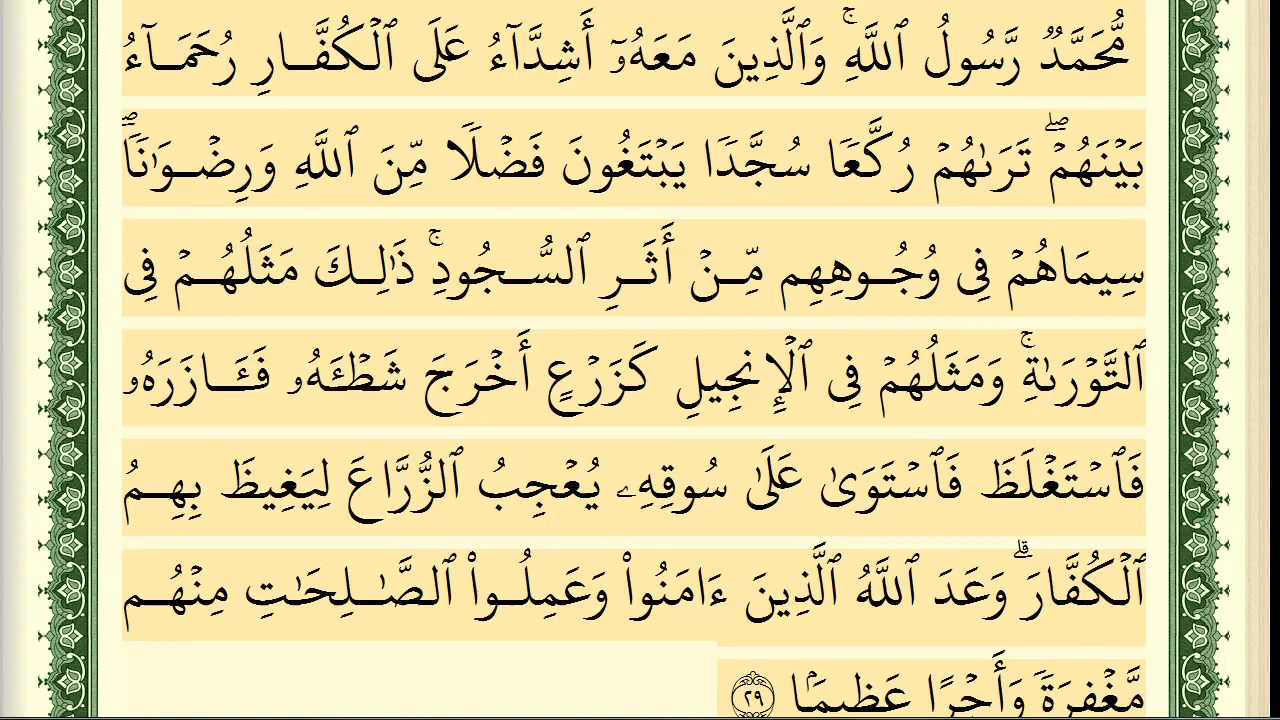 مُّحَمَّدٌ رَّسُولُ ٱللَّهِۚ وَٱلَّذِينَ مَعَهُۥٓ أَشِدَّآءُ عَلَى ٱلۡكُفَّارِ رُحَمَآءُ
بَيۡنَهُمۡۖ تَرَىٰهُمۡ رُكَّعٗا سُجَّدٗا يَبۡتَغُونَ فَضۡلٗا مِّنَ ٱللَّهِ وَرِضۡوَٰنٗاۖ
سِيمَاهُمۡ فِي وُجُوهِهِم مِّنۡ أَثَرِ ٱلسُّجُودِۚ ذَٰلِكَ مَثَلُهُمۡ فِي
ٱلتَّوۡرَىٰةِۚ وَمَثَلُهُمۡ فِي ٱلۡإِنجِيلِ كَزَرۡعٍ أَخۡرَجَ شَطۡـَٔهُۥ فَـَٔازَرَهُۥ
فَٱسۡتَغۡلَظَ فَٱسۡتَوَىٰ عَلَىٰ سُوقِهِۦ يُعۡجِبُ ٱلزُّرَّاعَ لِيَغِيظَ بِهِمُ
ٱلۡكُفَّارَۗ وَعَدَ ٱللَّهُ ٱلَّذِينَ ءَامَنُواْ وَعَمِلُواْ ٱلصَّٰلِحَٰتِ مِنۡهُم
مَّغۡفِرَةٗ وَأَجۡرًا عَظِيمَۢا ٢٩